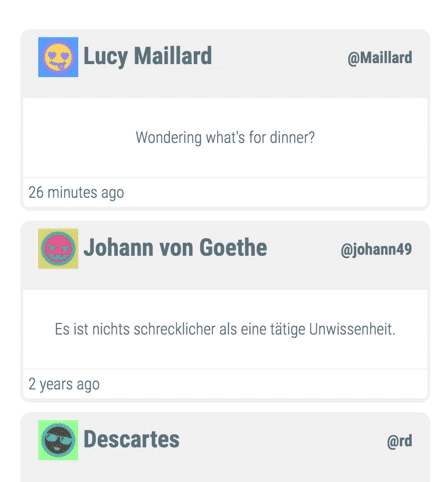 Lucy Maillard @Maillard
Wondering what's for dinner?
26 minutes ago
Johann von Goethe @johann49
Es ist nichts schrecklicher als eine tätige Unwissenheit.
2 years ago
Descartes @rd